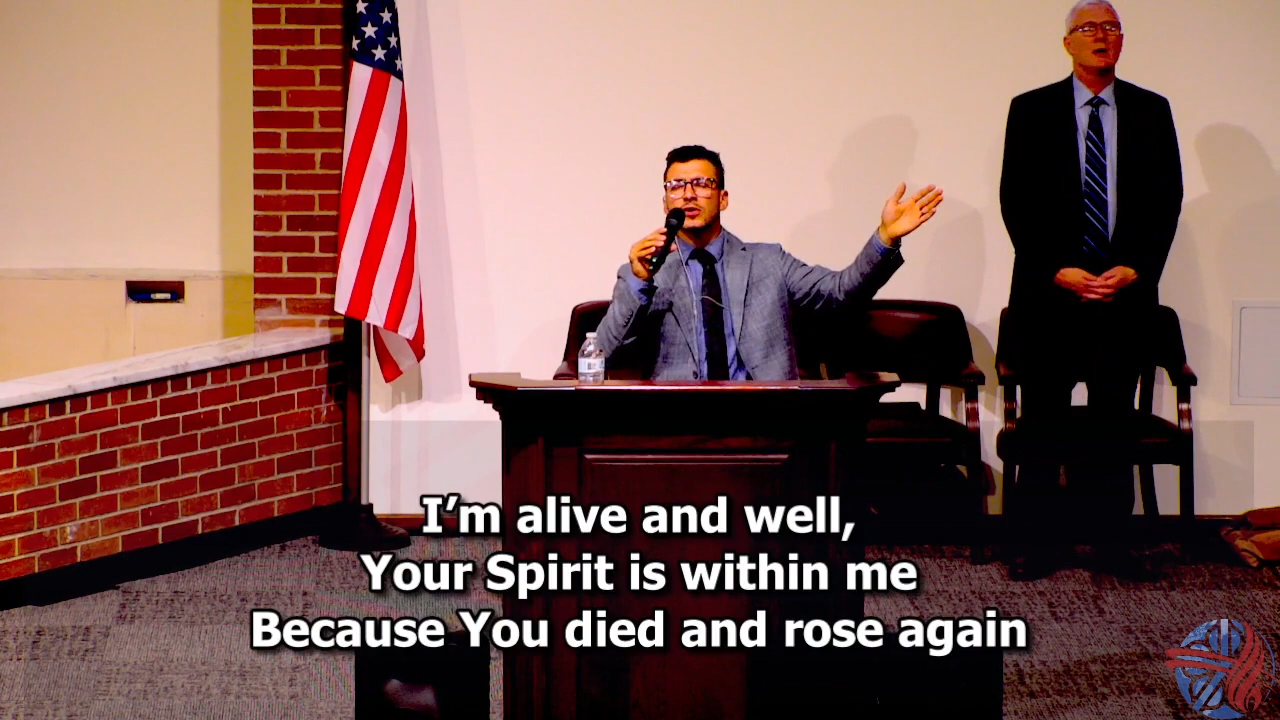 I’m alive and well,
Your Spirit is within me
Because You died and rose again